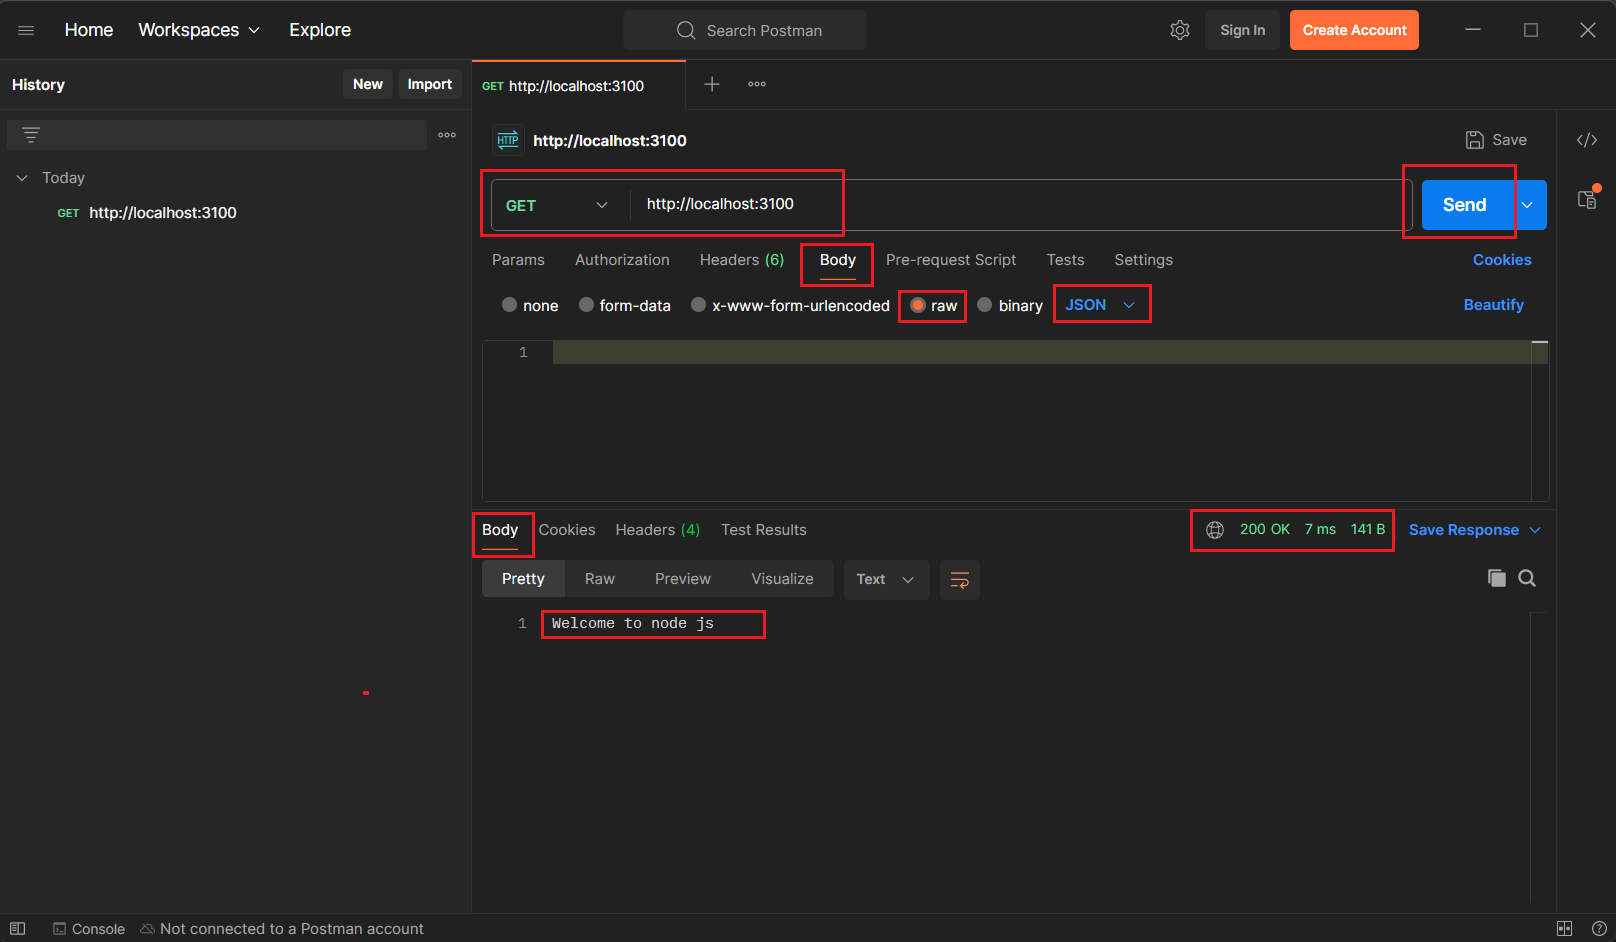 Home Workspaces Explore Search Postman Sign In Create Account
History New Import
GET http://localhost:3100
HTTP http://localhost:3100 Save
Today
GET http://localhost:3100
GET http://localhost:3100 Send
Params Authorization Headers (6) Body Pre-request Script Tests Settings Cookies
none form-data x-www-form-urlencoded raw binary JSON Beautify
1
Body Cookies Headers (4) Test Results 200 OK 7 ms 141 B Save Response
Pretty Raw Preview Visualize Text
1 Welcome to node js
Console Not connected to a Postman account